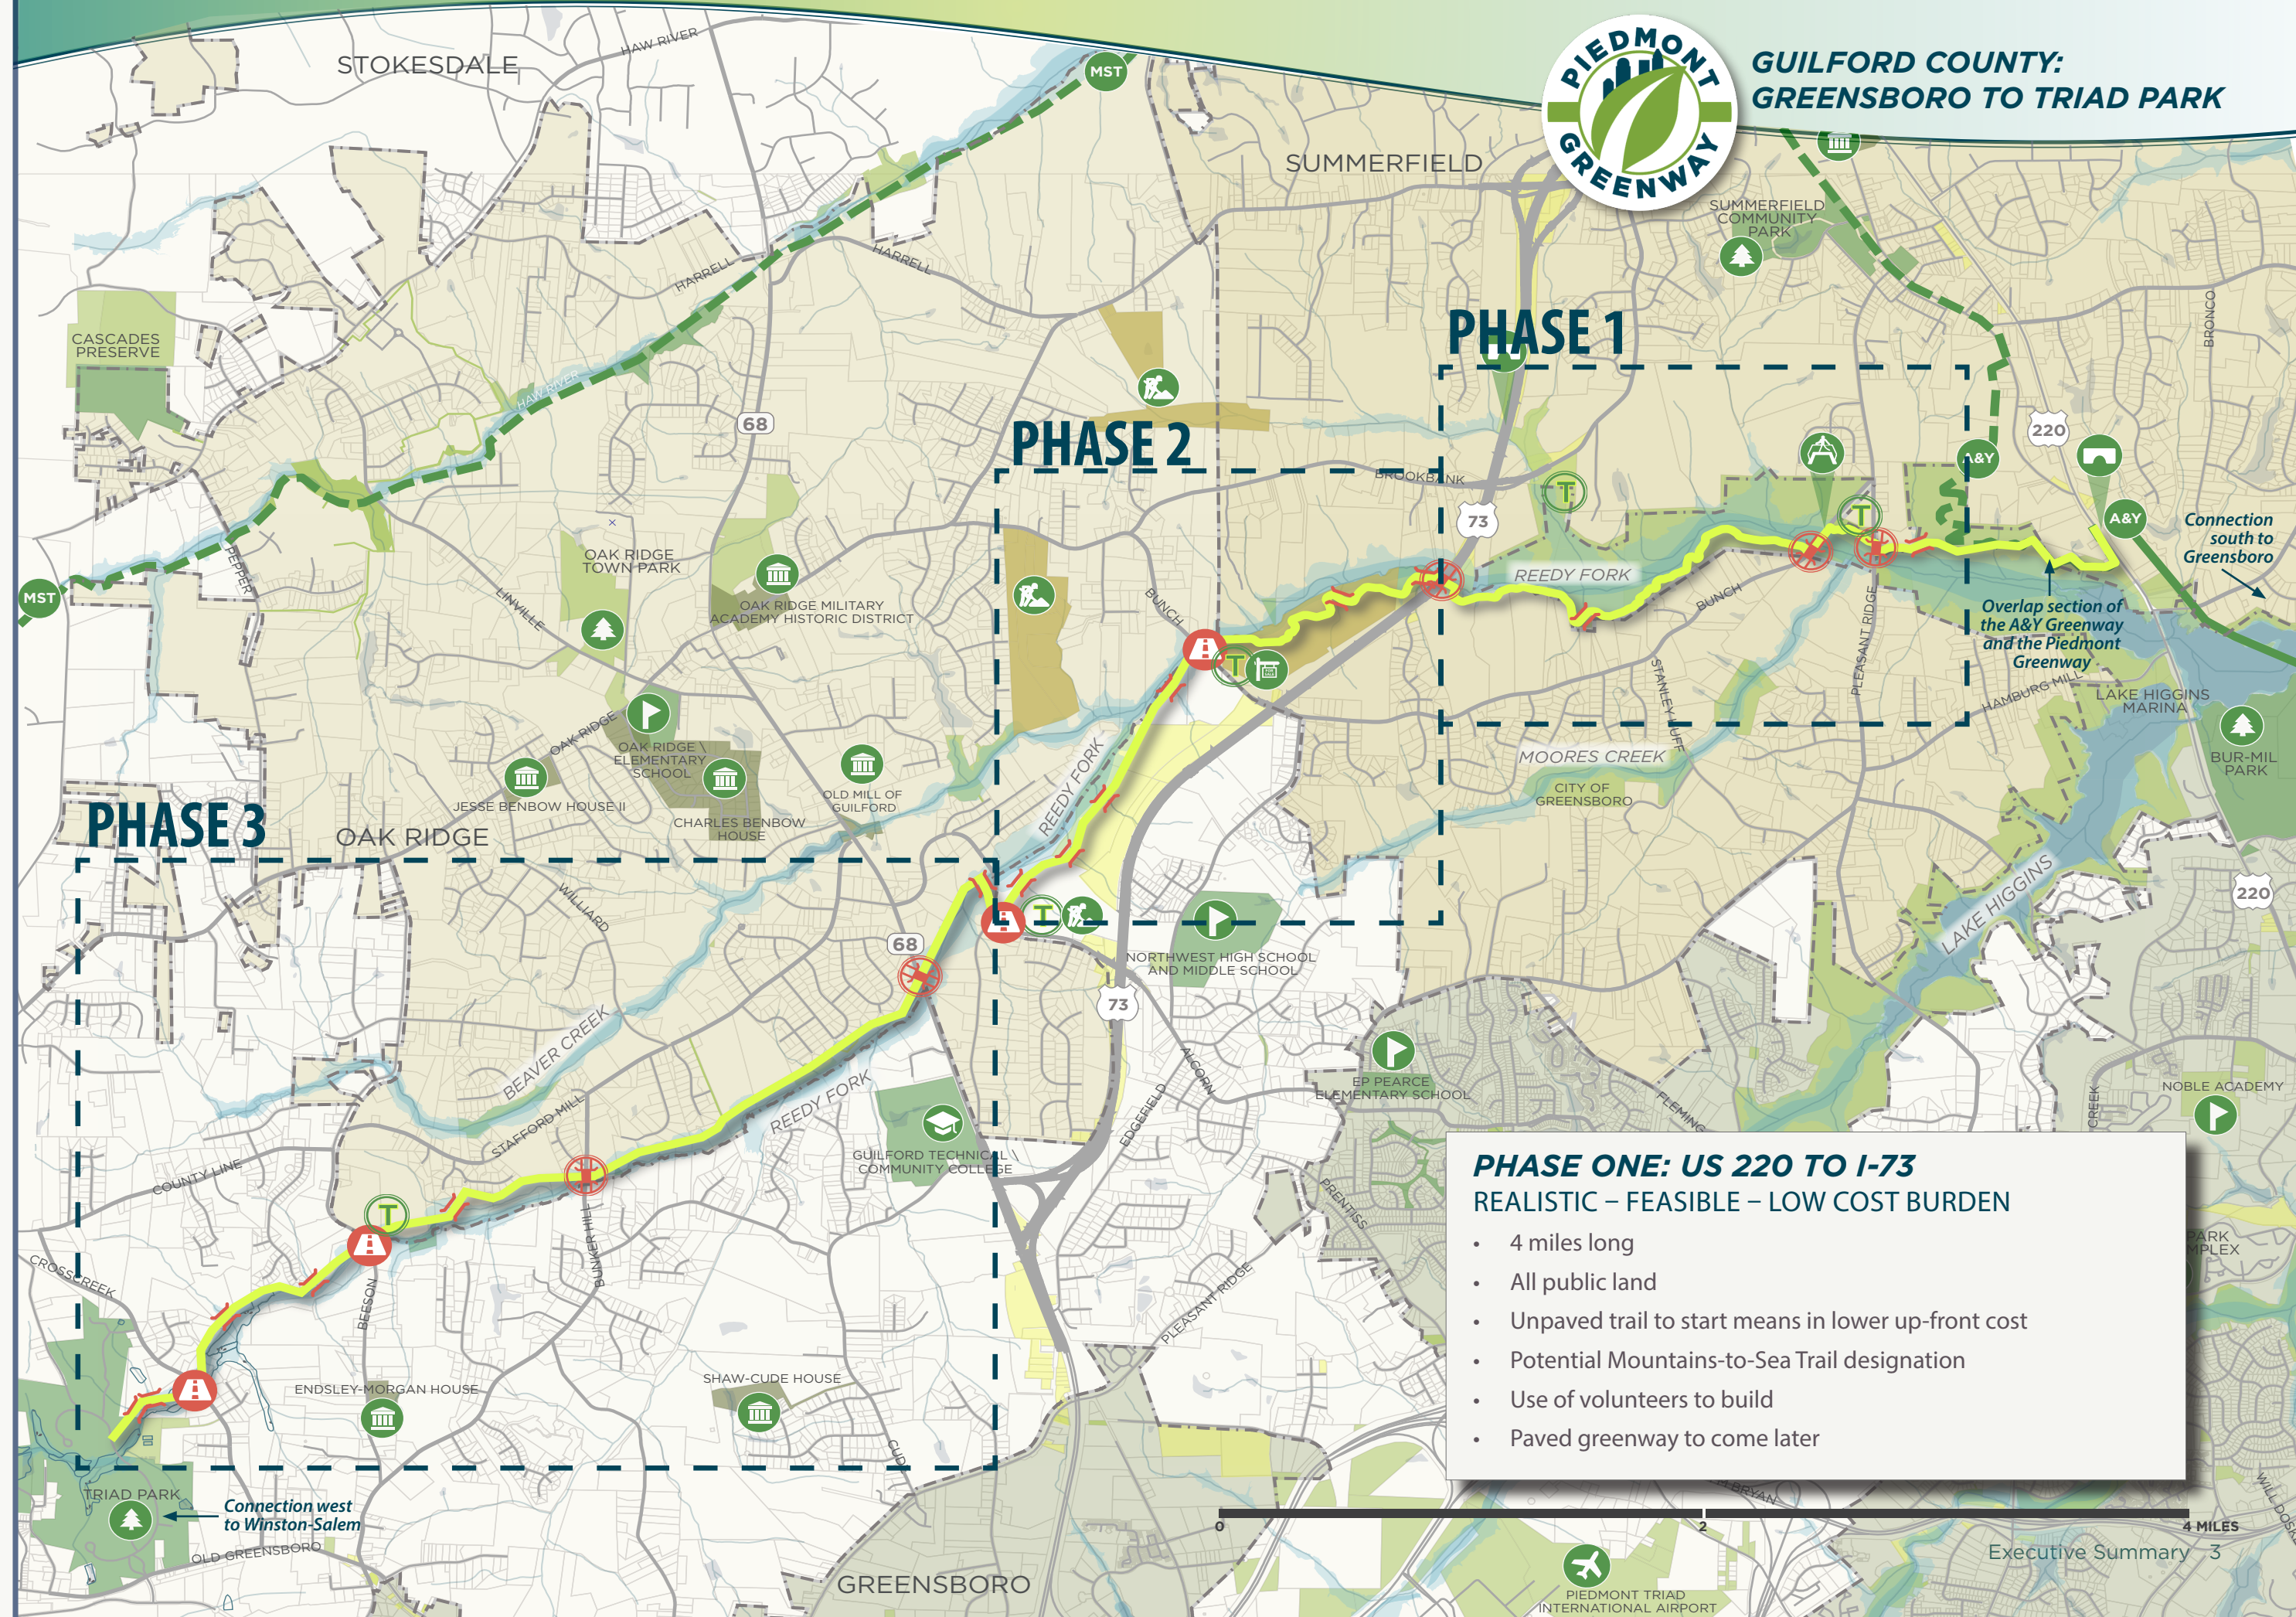 GUILFORD COUNTY:
GREENSBORO TO TRIAD PARK
PIEDMONT
GREENWAY
STOKESDALE
HAW RIVER
MST
SUMMERFIELD
SUMMERFIELD
COMMUNITY
PARK
HARRELL
HARRELL
BRONCO
CASCADES
PRESERVE
HAW RIVER
PHASE 1
68
PHASE 2
220
A&Y
BROOKBANK
73
A&Y
Connection
south to
Greensboro
OAK RIDGE
TOWN PARK
PEPPER
MST
LINVILLE
OAK RIDGE MILITARY
ACADEMY HISTORIC DISTRICT
BUNCH
REEDY FORK
BUNCH
PLEASANT RIDGE
Overlap section of
the A&Y Greenway
and the Piedmont
Greenway
STANLEY HUFF
HAMBURG MILL
LAKE HIGGINS
MARINA
BUR-MIL
PARK
OAK RIDGE
OAK RIDGE \
ELEMENTARY
SCHOOL
REEDY FORK
MOORES CREEK
CITY OF
GREENSBORO
JESSE BENBOW HOUSE II
OLD MILL OF
GUILFORD
CHARLES BENBOW
HOUSE
PHASE 3
OAK RIDGE
WILLIARD
LAKE HIGGINS
220
68
NORTHWEST HIGH SCHOOL
AND MIDDLE SCHOOL
73
BEAVER CREEK
ALCORN
EP PEARCE
ELEMENTARY SCHOOL
FLEMING
CREEK
NOBLE ACADEMY
STAFFORD MILL
REEDY FORK
EDGEFIELD
GUILFORD TECHNICAL \
COMMUNITY COLLEGE
COUNTY LINE
PRENTISS
BUNKER HILL
CROSSCREEK
BEESON
PLEASANT RIDGE
PHASE ONE: US 220 TO I-73
REALISTIC – FEASIBLE – LOW COST BURDEN
• 4 miles long
• All public land
• Unpaved trail to start means in lower up-front cost
• Potential Mountains-to-Sea Trail designation
• Use of volunteers to build
• Paved greenway to come later
PARK
MPLEX
ENDSLEY-MORGAN HOUSE
SHAW-CUDE HOUSE
CUDE
TRIAD PARK
Connection west
to Winston-Salem
OLD GREENSBORO
BRYAN
0
2
4 MILES
Executive Summary 3
GREENSBORO
PIEDMONT TRIAD
INTERNATIONAL AIRPORT